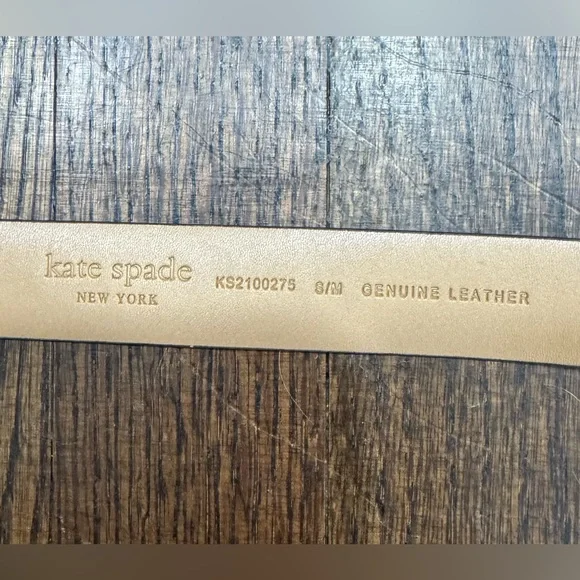 kate spade
NEW YORK
KS2100275 S/M GENUINE LEATHER